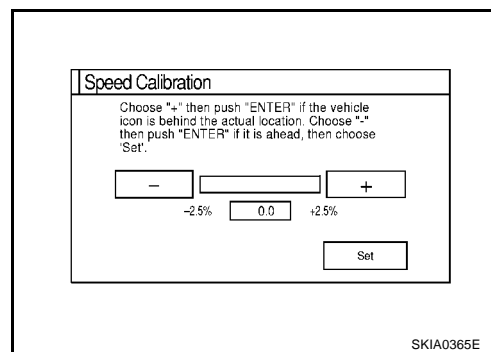 Speed Calibration
Choose "+" then push "ENTER" if the vehicle
icon is behind the actual location. Choose "-"
then push "ENTER" if it is ahead, then choose
'Set'.
− +
−2.5% 0.0 +2.5%
Set
SKIA0365E